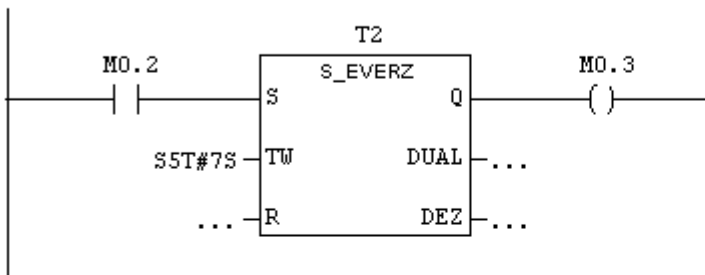 T2
M0.2 S_EVERZ M0.3
S Q
S5T#7S TW DUAL ...
... R DEZ ...